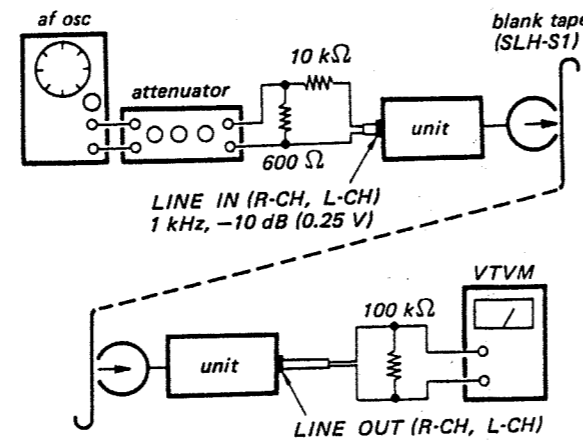 af osc
blank tape
(SLH-S1)
attenuator
10 kΩ
unit
600 Ω
LINE IN (R-CH, L-CH)
1 kHz, −10 dB (0.25 V)
VTVM
100 kΩ
unit
LINE OUT (R-CH, L-CH)